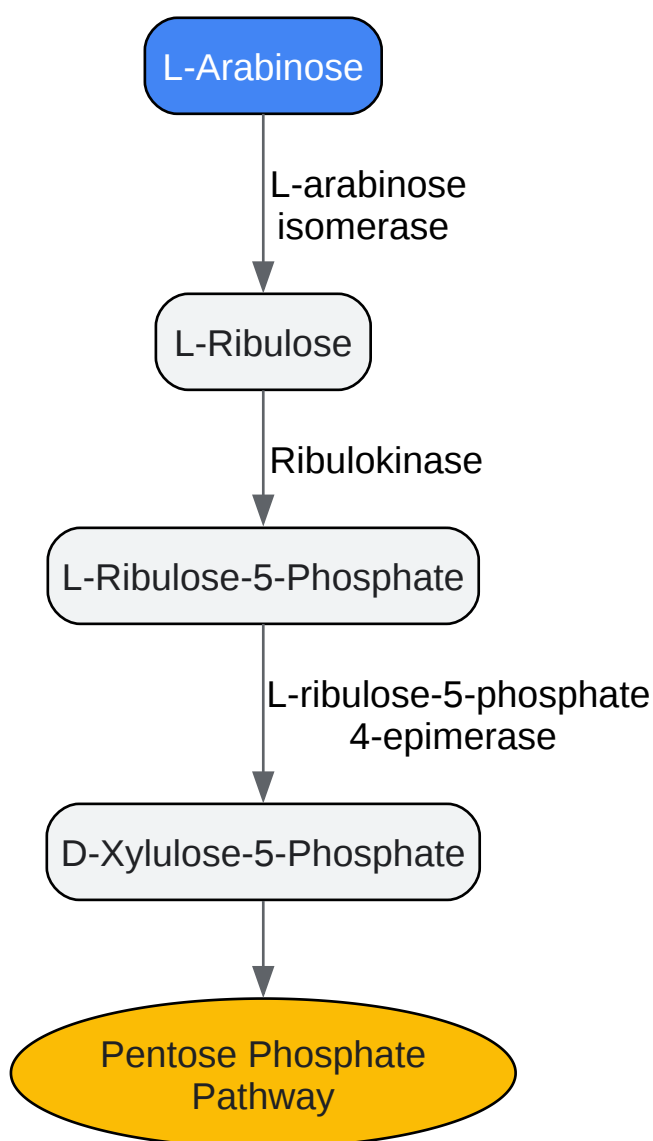 L-Arabinose
L-arabinose
isomerase
L-Ribulose
Ribulokinase
L-Ribulose-5-Phosphate
L-ribulose-5-phosphate
4-epimerase
D-Xylulose-5-Phosphate
Pentose Phosphate
Pathway